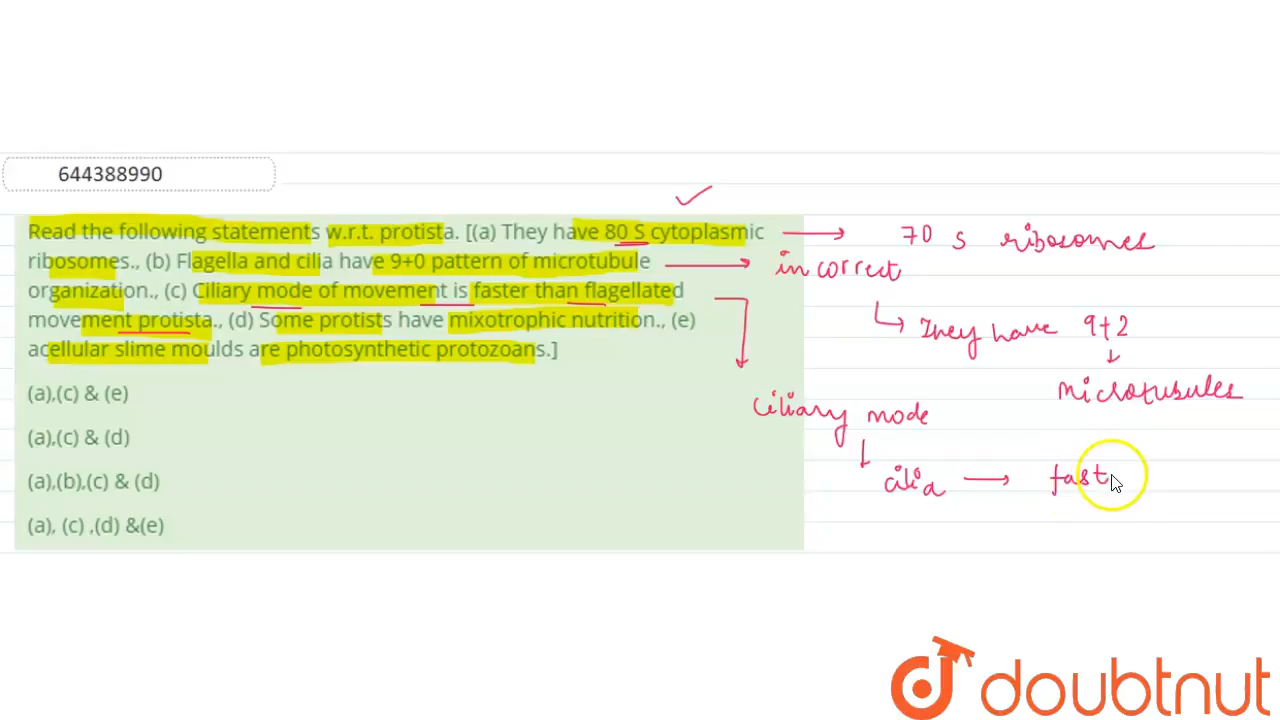 644388990
Read the following statements w.r.t. protista. [(a) They have 80 S cytoplasmic
ribosomes., (b) Flagella and cilia have 9+0 pattern of microtubule
organization., (c) Ciliary mode of movement is faster than flagellated
movement protista., (d) Some protists have mixotrophic nutrition., (e)
acellular slime moulds are photosynthetic protozoans.]
(a),(c) & (e)
(a),(c) & (d)
(a),(b),(c) & (d)
(a), (c) ,(d) &(e)
70 s ribosomes
incorrect
They have 9+2
microtubules
ciliary mode
cilia
fast
doubtnut